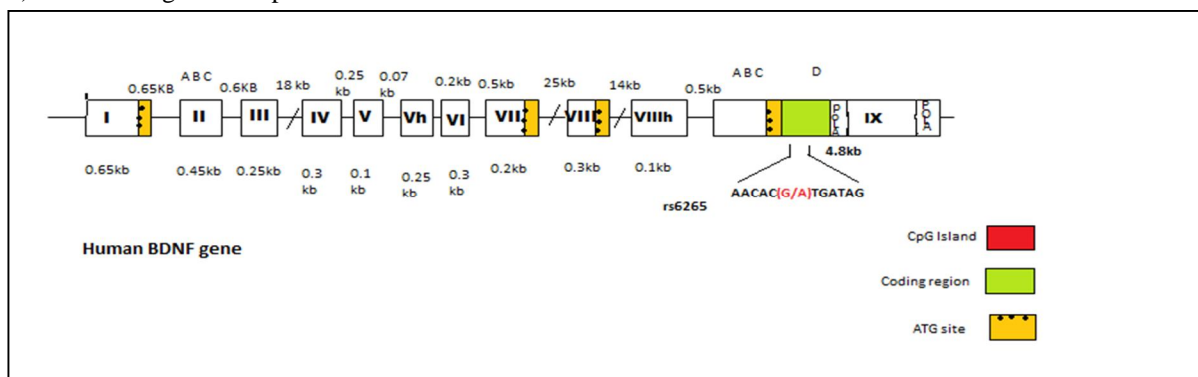 A B C
D
A B C
0.65KB
0.6KB
18 kb
0.25
kb
0.07
kb
0.2kb
0.5kb
25kb
14kb
0.5kb
I
II
III
IV
V
Vh
VI
VII
VIII
VIIIh
POLA
IX
POLA
4.8kb
0.65kb
0.45kb
0.25kb
0.3
kb
0.1
kb
0.25
kb
0.3
kb
0.2kb
0.3kb
0.1kb
rs6265
AACAC(G/A)TGATAG
Human BDNF gene
CpG Island
Coding region
ATG site